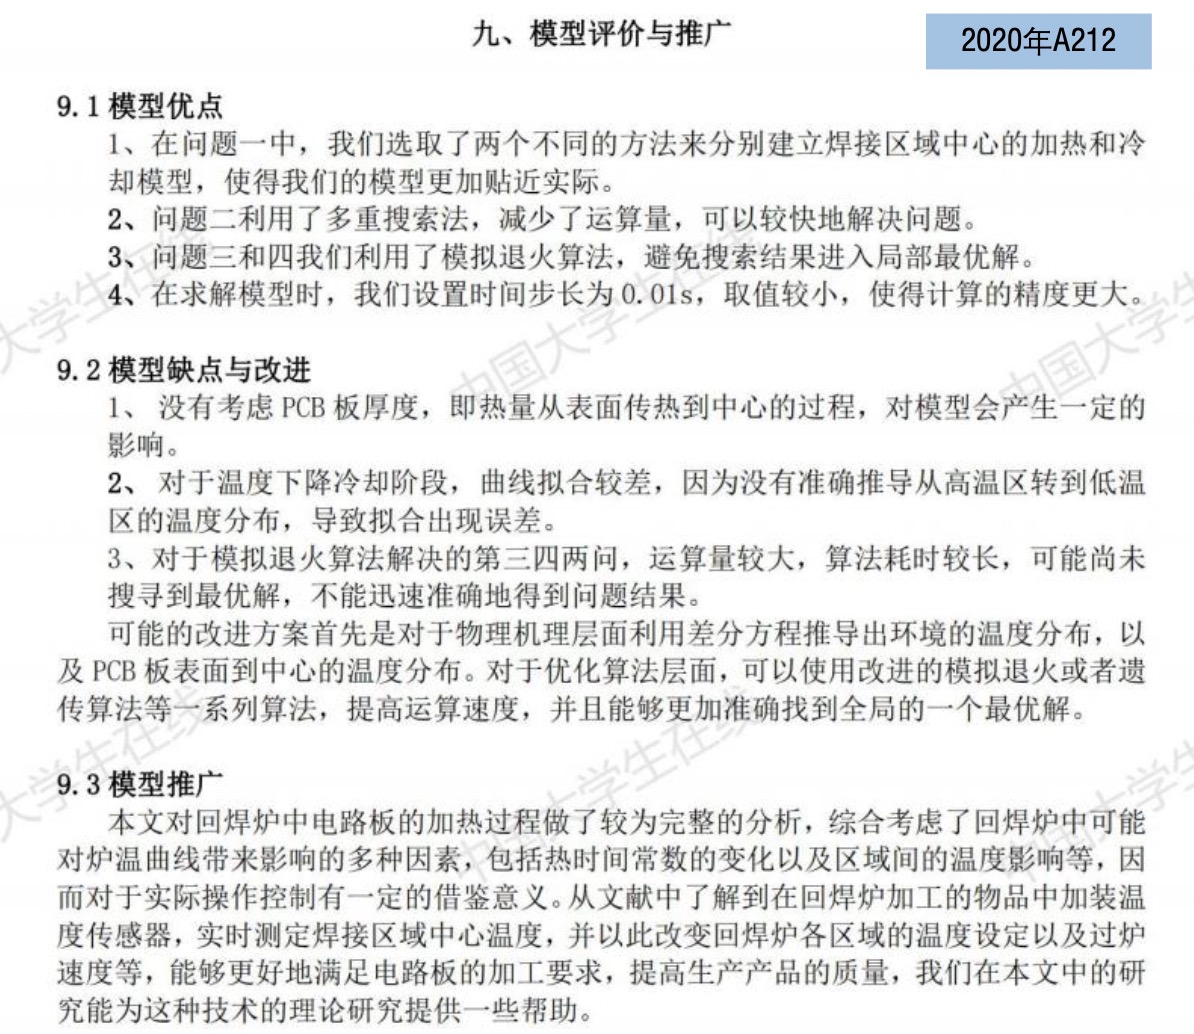 九、模型评价与推广
2020年A212
9.1 模型优点
1、在问题一中，我们选取了两个不同的方法来分别建立焊接区域中心的加热和冷
却模型，使得我们的模型更加贴近实际。
2、问题二利用了多重搜索法，减少了运算量，可以较快地解决问题。
3、问题三和四我们利用了模拟退火算法，避免搜索结果进入局部最优解。
4、在求解模型时，我们设置时间步长为 0.01s，取值较小，使得计算的精度更大。
9.2 模型缺点与改进
1、 没有考虑 PCB 板厚度，即热量从表面传热到中心的过程，对模型会产生一定的
影响。
2、 对于温度下降冷却阶段，曲线拟合较差，因为没有准确推导从高温区转到低温
区的温度分布，导致拟合出现误差。
3、对于模拟退火算法解决的第三四两问，运算量较大，算法耗时较长，可能尚未
搜寻到最优解，不能迅速准确地得到问题结果。
可能的改进方案首先是对于物理机理层面利用差分方程推导出环境的温度分布，以
及 PCB 板表面到中心的温度分布。对于优化算法层面，可以使用改进的模拟退火或者遗
传算法等一系列算法，提高运算速度，并且能够更加准确找到全局的一个最优解。
9.3 模型推广
本文对回焊炉中电路板的加热过程做了较为完整的分析，综合考虑了回焊炉中可能
对炉温曲线带来影响的多种因素，包括热时间常数的变化以及区域间的温度影响等，因
而对于实际操作控制有一定的借鉴意义。从文献中了解到在回焊炉加工的物品中加装温
度传感器，实时测定焊接区域中心温度，并以此改变回焊炉各区域的温度设定以及过炉
速度等，能够更好地满足电路板的加工要求，提高生产产品的质量，我们在本文中的研
究能为这种技术的理论研究提供一些帮助。
中国大学生在线